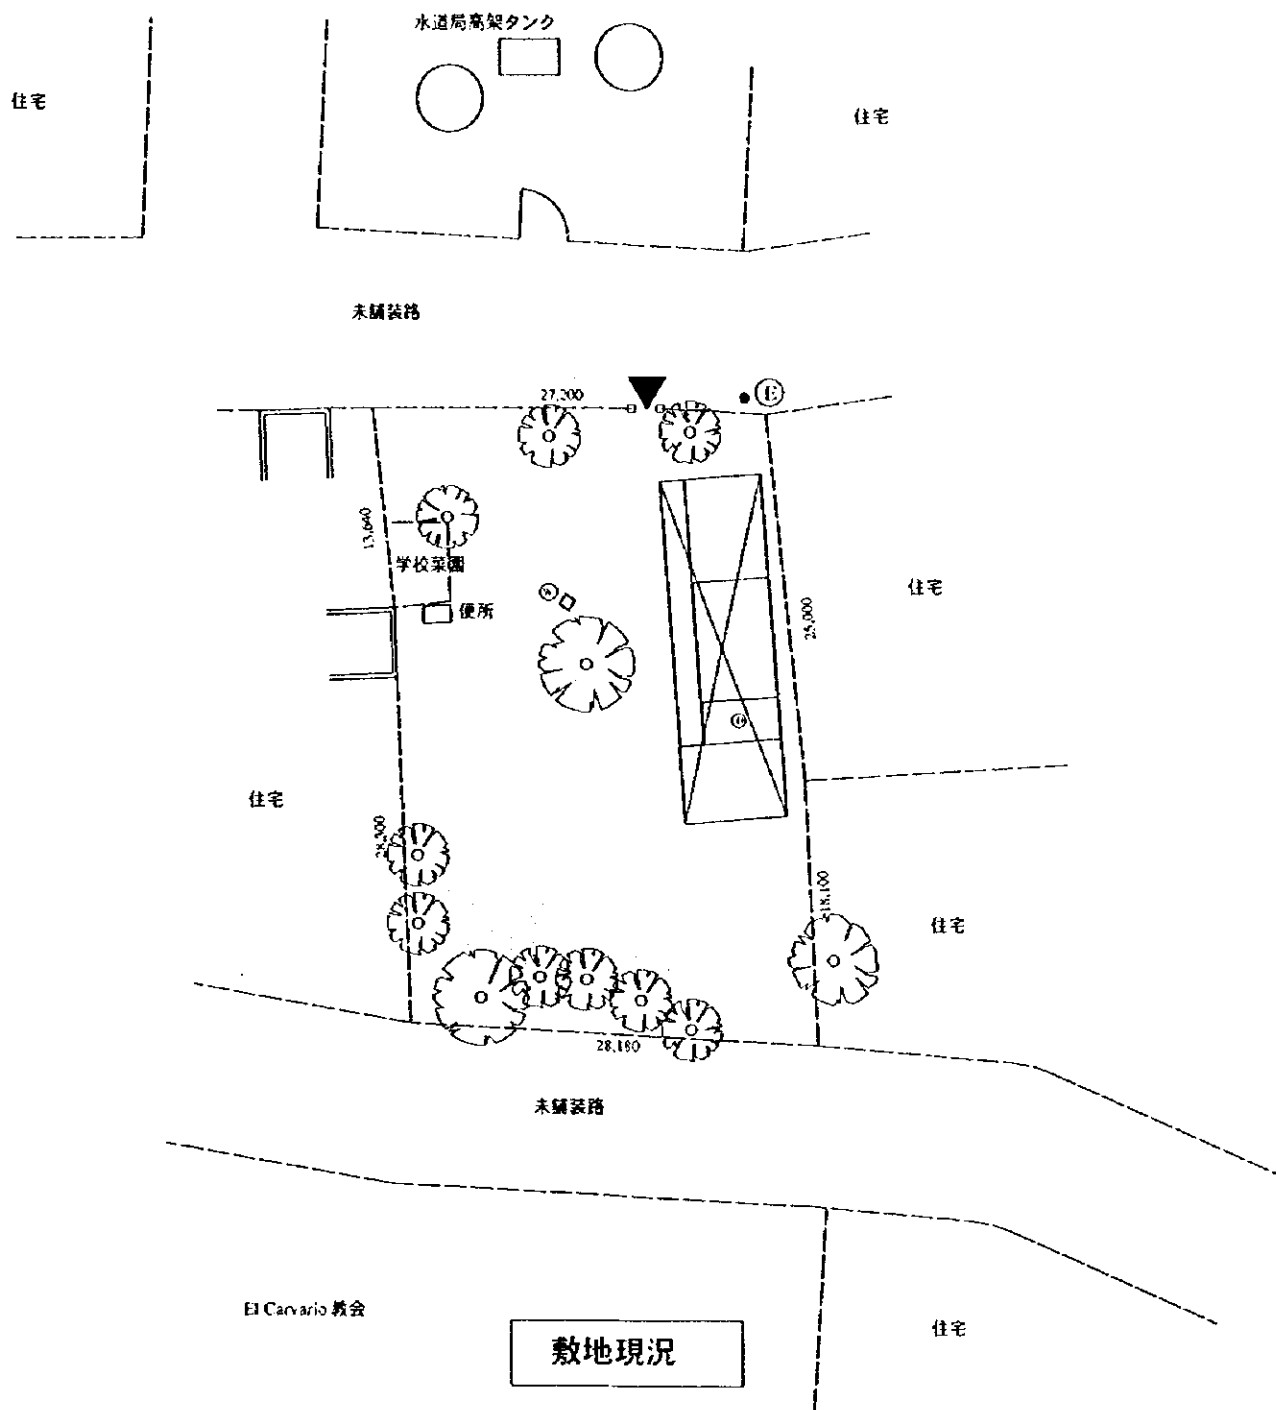 水道局高架タンク
住宅
住宅
未舗装路
27,200
E
13,640
学校菜園
便所
住宅
25,000
住宅
28,300
18,100
住宅
28,180
未舗装路
El Carvario 教会
住宅
敷地現況